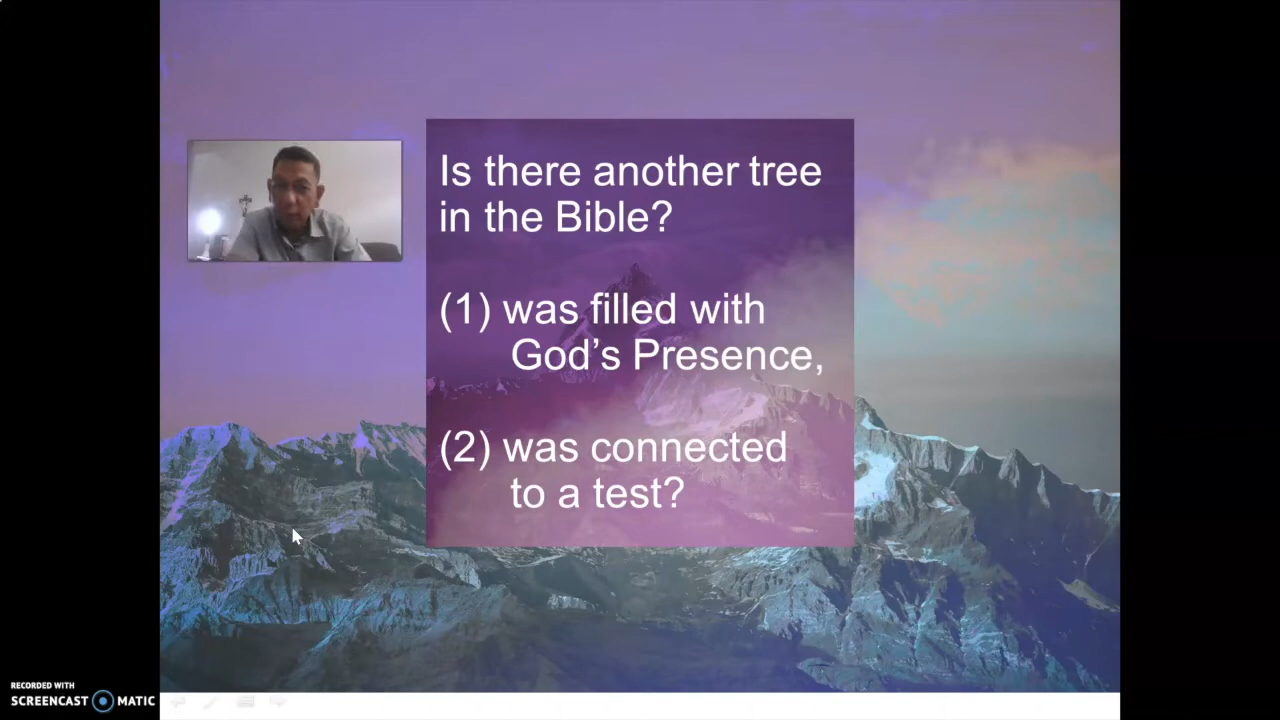 Is there another tree
in the Bible?
(1) was filled with
God’s Presence,
(2) was connected
to a test?
RECORDED WITH
SCREENCAST MATIC